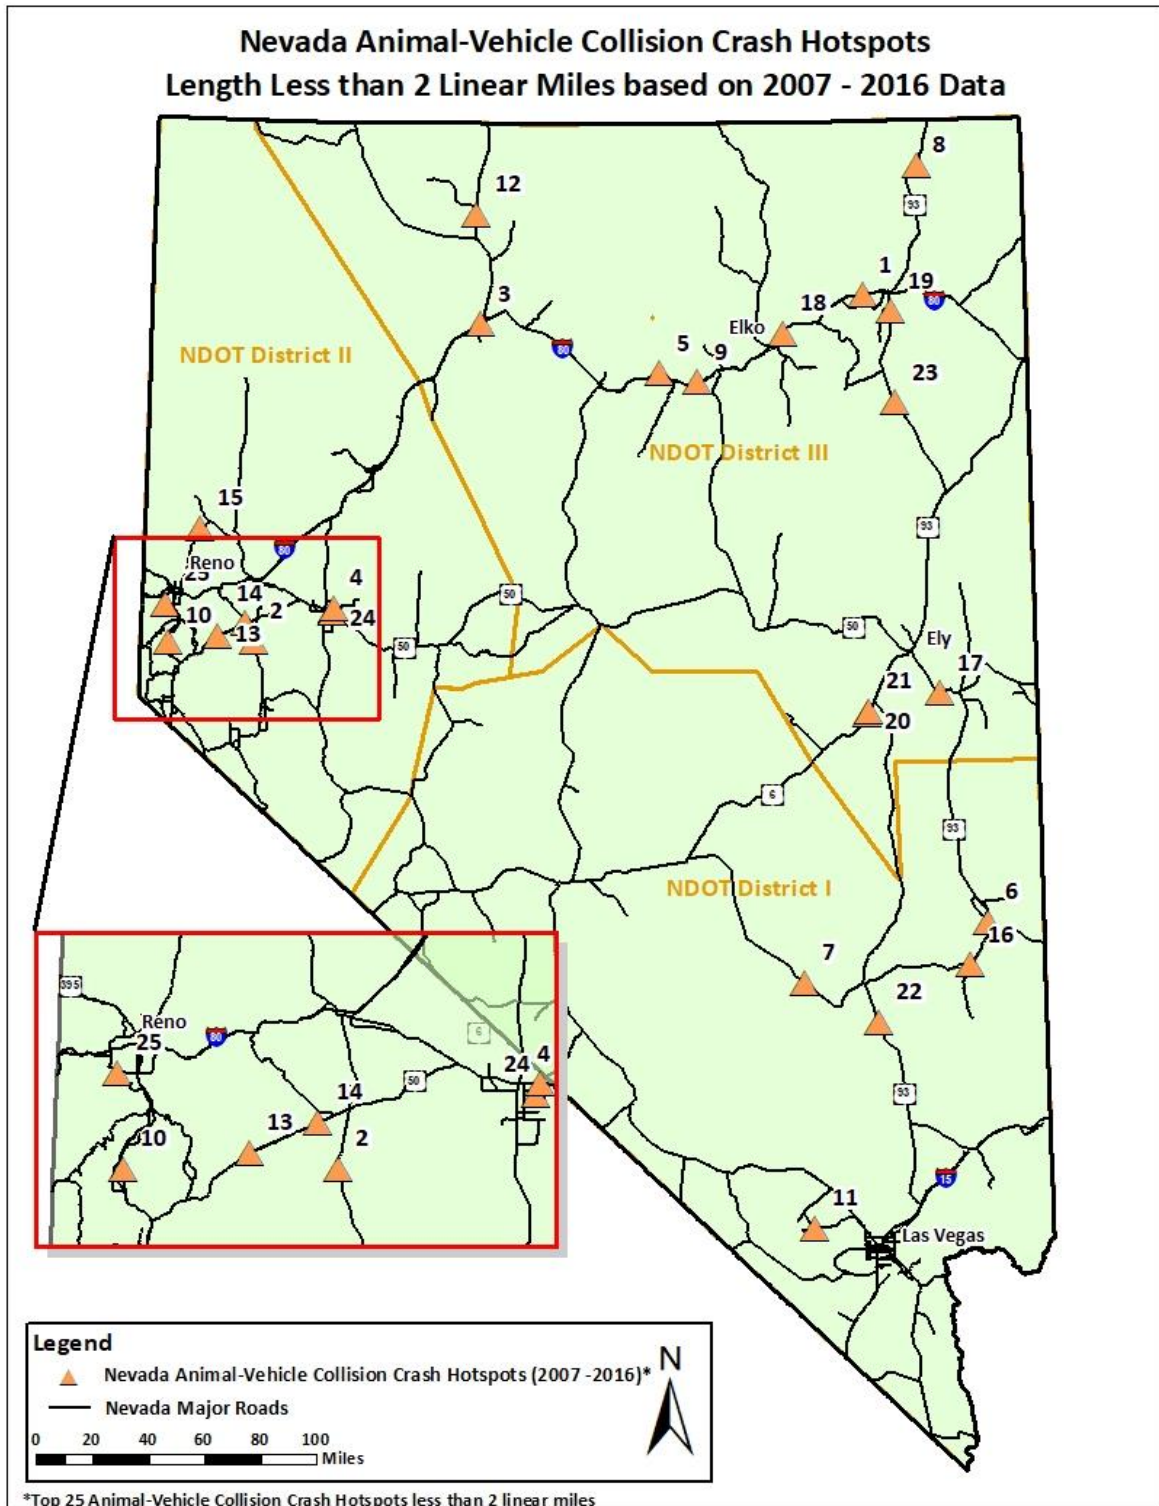 Nevada Animal-Vehicle Collision Crash Hotspots
Length Less than 2 Linear Miles based on 2007 - 2016 Data
8
12
93
1
19
80
3
18
Elko
80
NDOT District II
5
9
23
NDOT District III
15
93
80
Reno
25
4
14
50
10
2
24
50
13
50
Ely
17
21
20
6
93
NDOT District I
6
16
7
22
395
Reno
80
25
6
24
4
50
14
13
2
10
93
15
11
Las Vegas
Legend
N
Nevada Animal-Vehicle Collision Crash Hotspots (2007 -2016)*
Nevada Major Roads
0 20 40 60 80 100
Miles
*Top 25 Animal-Vehicle Collision Crash Hotspots less than 2 linear miles